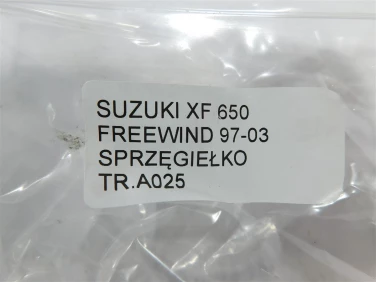 SUZUKI XF 650
FREEWIND 97-03
SPRZĘGIEŁKO
TR.A025